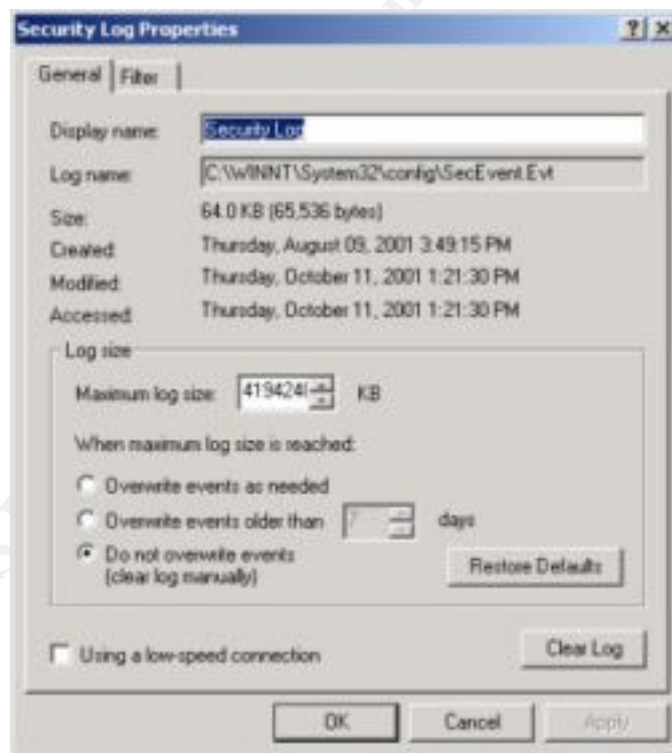 Security Log Properties
General
Filter
Display name:
Security Log
Log name:
C:\WINNT\System32\config\SecEvent.Evt
Size:
64.0 KB (65,536 bytes)
Created:
Thursday, August 09, 2001 3:49:15 PM
Modified:
Thursday, October 11, 2001 1:21:30 PM
Accessed:
Thursday, October 11, 2001 1:21:30 PM
Log size
Maximum log size:
KB
When maximum log size is reached:
Overwrite events as needed
Overwrite events older than 7 days
Do not overwrite events
(clear log manually)
Restore Defaults
Using a low-speed connection
Clear Log
OK
Cancel
Apply